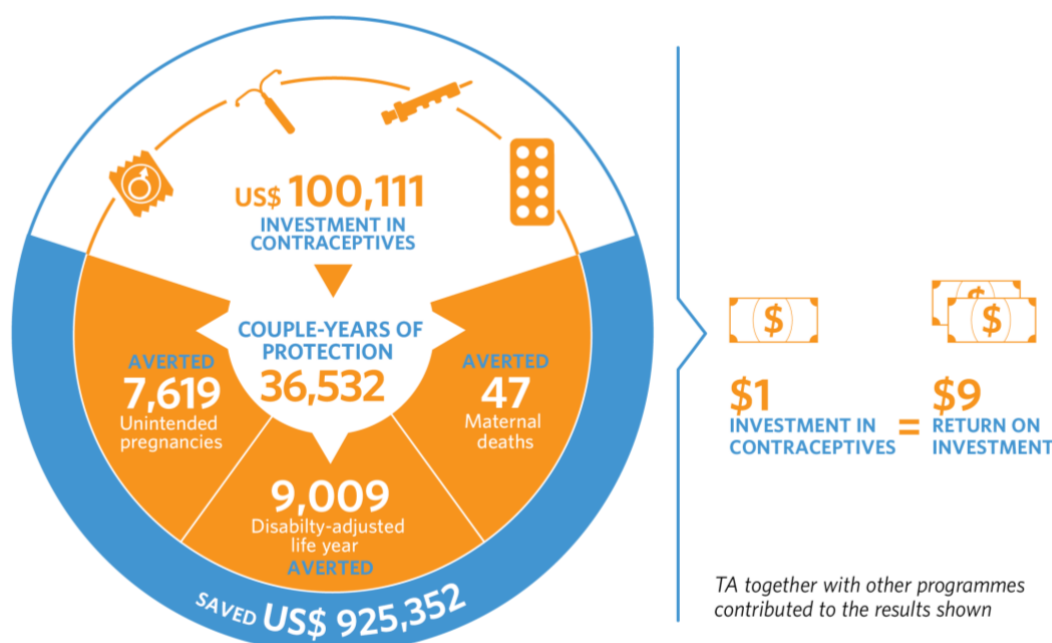 US$ 100,111
INVESTMENT IN
CONTRACEPTIVES
COUPLE-YEARS OF
PROTECTION
36,532
AVERTED
7,619
Unintended
pregnancies
9,009
Disabilty-adjusted
life year
AVERTED
AVERTED
47
Maternal
deaths
SAVED US$ 925,352
$
$1
INVESTMENT IN
CONTRACEPTIVES
=
$
$
$9
RETURN ON
INVESTMENT
TA together with other programmes
contributed to the results shown